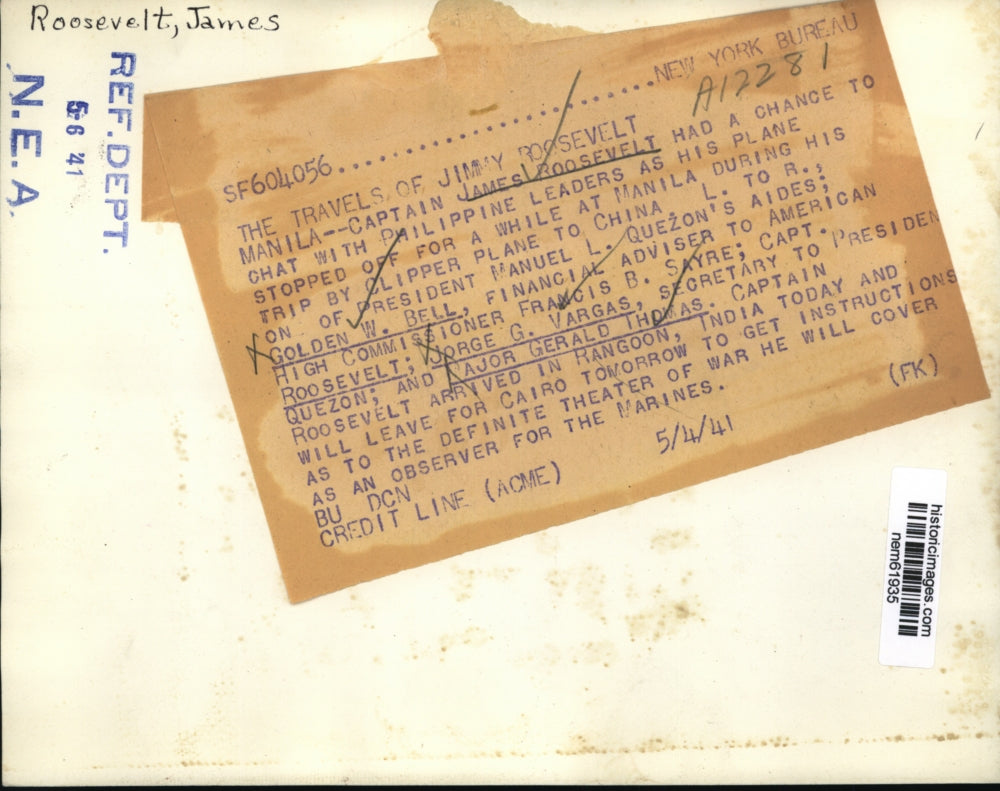 Roosevelt, James
REF. DEPT.
5-6 41
N.E.A.
SF604056..............................NEW YORK BUREAU
A12281
THE TRAVELS OF JIMMY ROOSEVELT
MANILA--CAPTAIN JAMES ROOSEVELT HAD A CHANCE TO
CHAT WITH PHILIPPINE LEADERS AS HIS PLANE
STOPPED OFF FOR A WHILE AT MANILA DURING HIS
TRIP BY CLIPPER PLANE TO CHINA L. TO R.,
ON OF PRESIDENT MANUEL L. QUEZON'S AIDES;
GOLDEN W. BELL, FINANCIAL ADVISER TO AMERICAN
HIGH COMMISSIONER FRANCIS B. SAYRE; CAPT.
ROOSEVELT; JORGE G. VARGAS, SECRETARY TO PRESIDEN
QUEZON; AND MAJOR GERALD THOMAS. CAPTAIN
ROOSEVELT ARRIVED IN RANGOON, INDIA TODAY AND
WILL LEAVE FOR CAIRO TOMORROW TO GET INSTRUCTIONS
AS TO THE DEFINITE THEATER OF WAR HE WILL COVER
AS AN OBSERVER FOR THE MARINES.
BU DCN 5/4/41 (FK)
CREDIT LINE (ACME)
historicimages.com
nem61935